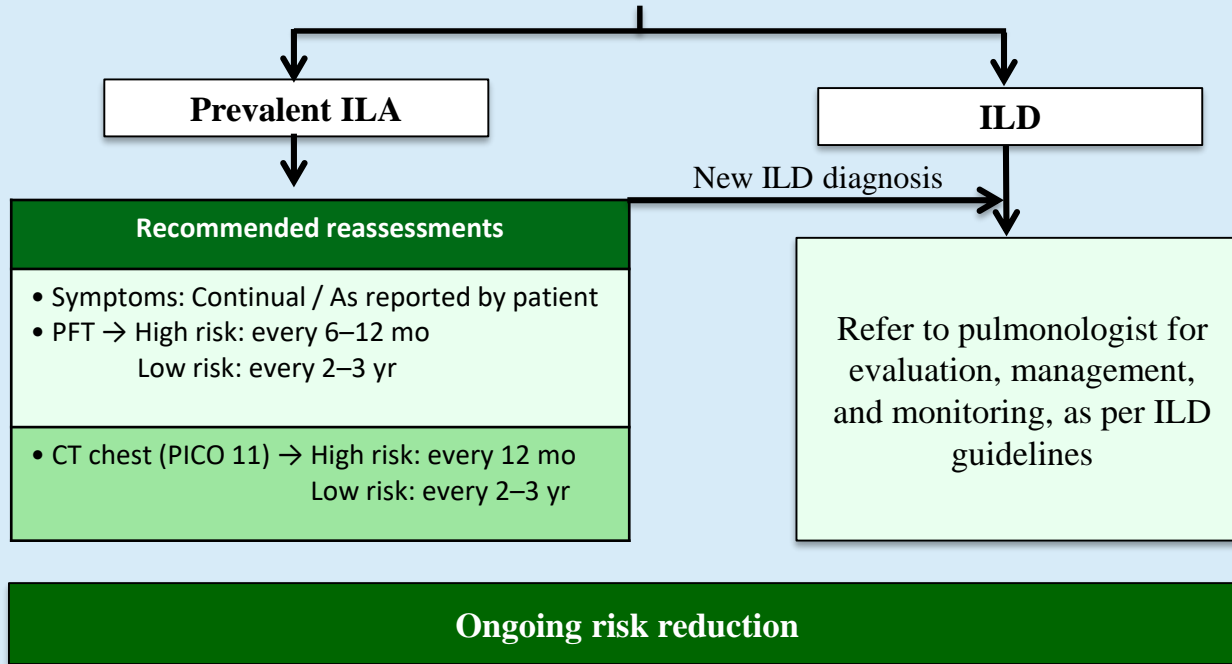 Prevalent ILA
ILD
New ILD diagnosis
Recommended reassessments
• Symptoms: Continual / As reported by patient
• PFT → High risk: every 6–12 mo
Low risk: every 2–3 yr
• CT chest (PICO 11) → High risk: every 12 mo
Low risk: every 2–3 yr
Refer to pulmonologist for
evaluation, management,
and monitoring, as per ILD
guidelines
Ongoing risk reduction